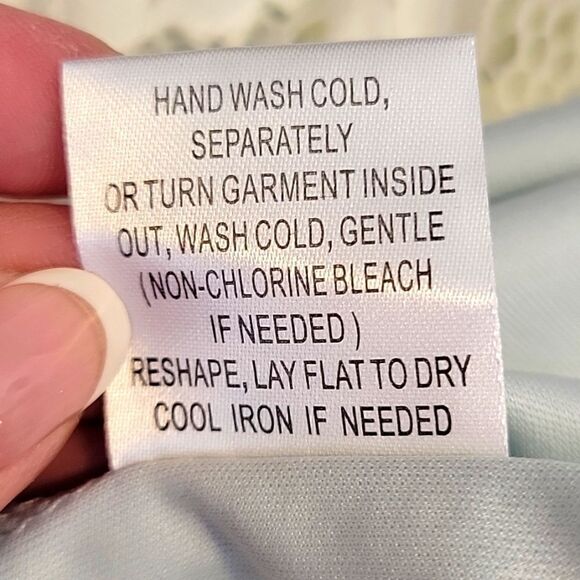 HAND WASH COLD,
SEPARATELY
OR TURN GARMENT INSIDE
OUT, WASH COLD, GENTLE
(NON-CHLORINE BLEACH
IF NEEDED )
RESHAPE, LAY FLAT TO DRY
COOL IRON IF NEEDED